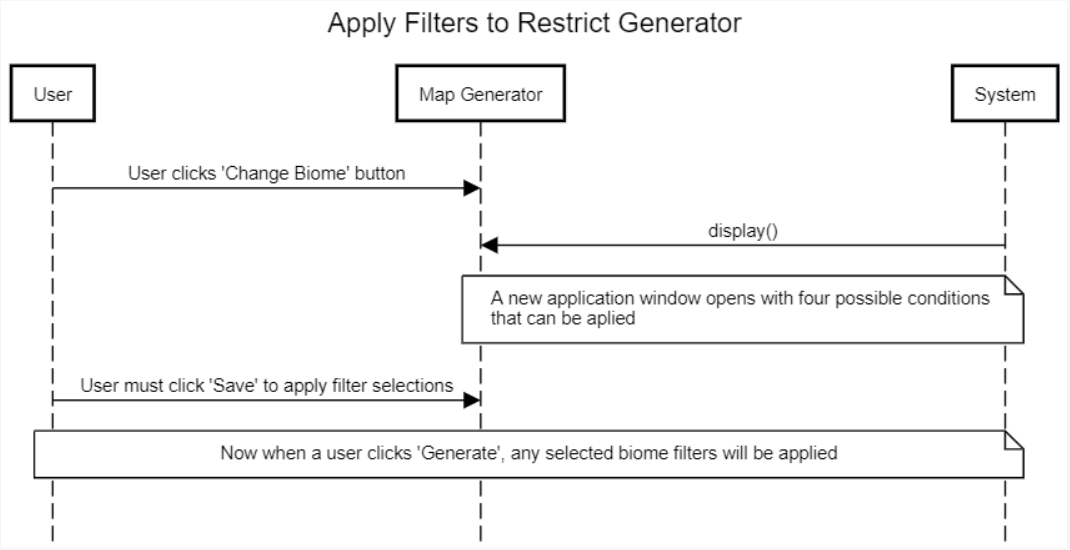 Apply Filters to Restrict Generator
User
Map Generator
System
User clicks 'Change Biome' button
display()
A new application window opens with four possible conditions
that can be aplied
User must click 'Save' to apply filter selections
Now when a user clicks 'Generate', any selected biome filters will be applied